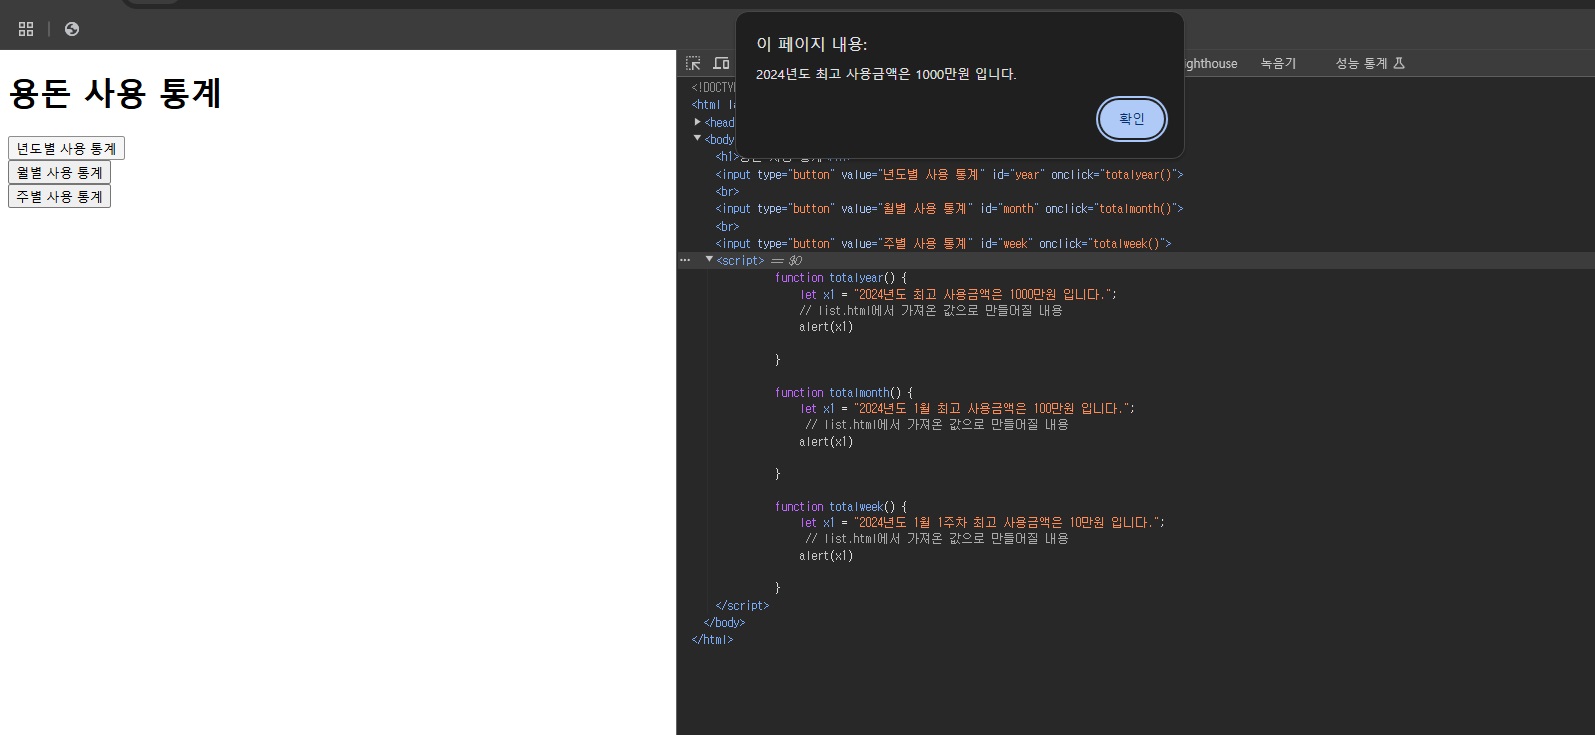 이 페이지 내용:
2024년도 최고 사용금액은 1000만원 입니다.
확인
용돈 사용 통계
년도별 사용 통계
월별 사용 통계
주별 사용 통계
ighthouse 녹음기 성능 통계
<!DOCTY
<html la
<head
<body
<h1>
<input type="button" value="년도별 사용 통계" id="year" onclick="totalyear()">
<br>
<input type="button" value="월별 사용 통계" id="month" onclick="totalmonth()">
<br>
<input type="button" value="주별 사용 통계" id="week" onclick="totalweek()">
<script> == $0
function totalyear() {
let x1 = "2024년도 최고 사용금액은 1000만원 입니다.";
// list.html에서 가져온 값으로 만들어질 내용
alert(x1)
}
function totalmonth() {
let x1 = "2024년도 1월 최고 사용금액은 100만원 입니다.";
// list.html에서 가져온 값으로 만들어질 내용
alert(x1)
}
function totalweek() {
let x1 = "2024년도 1월 1주차 최고 사용금액은 10만원 입니다.";
// list.html에서 가져온 값으로 만들어질 내용
alert(x1)
}
</script>
</body>
</html>